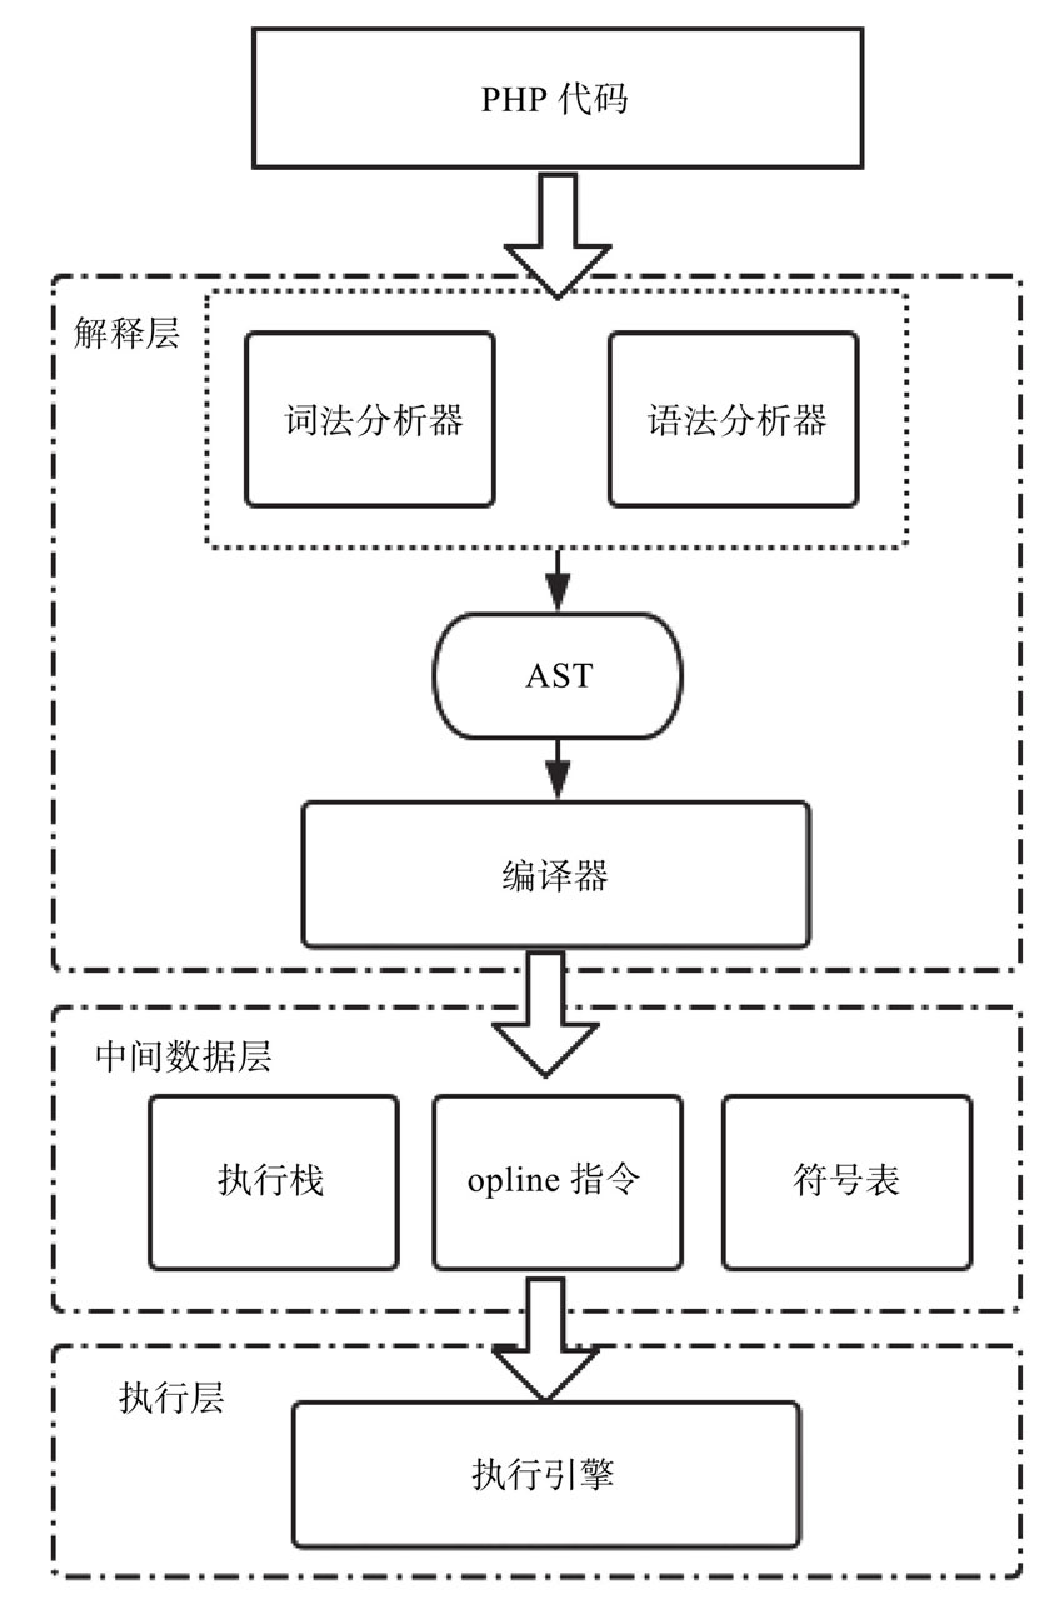 PHP 代码
解释层
词法分析器
语法分析器
AST
编译器
中间数据层
执行栈
opline 指令
符号表
执行层
执行引擎